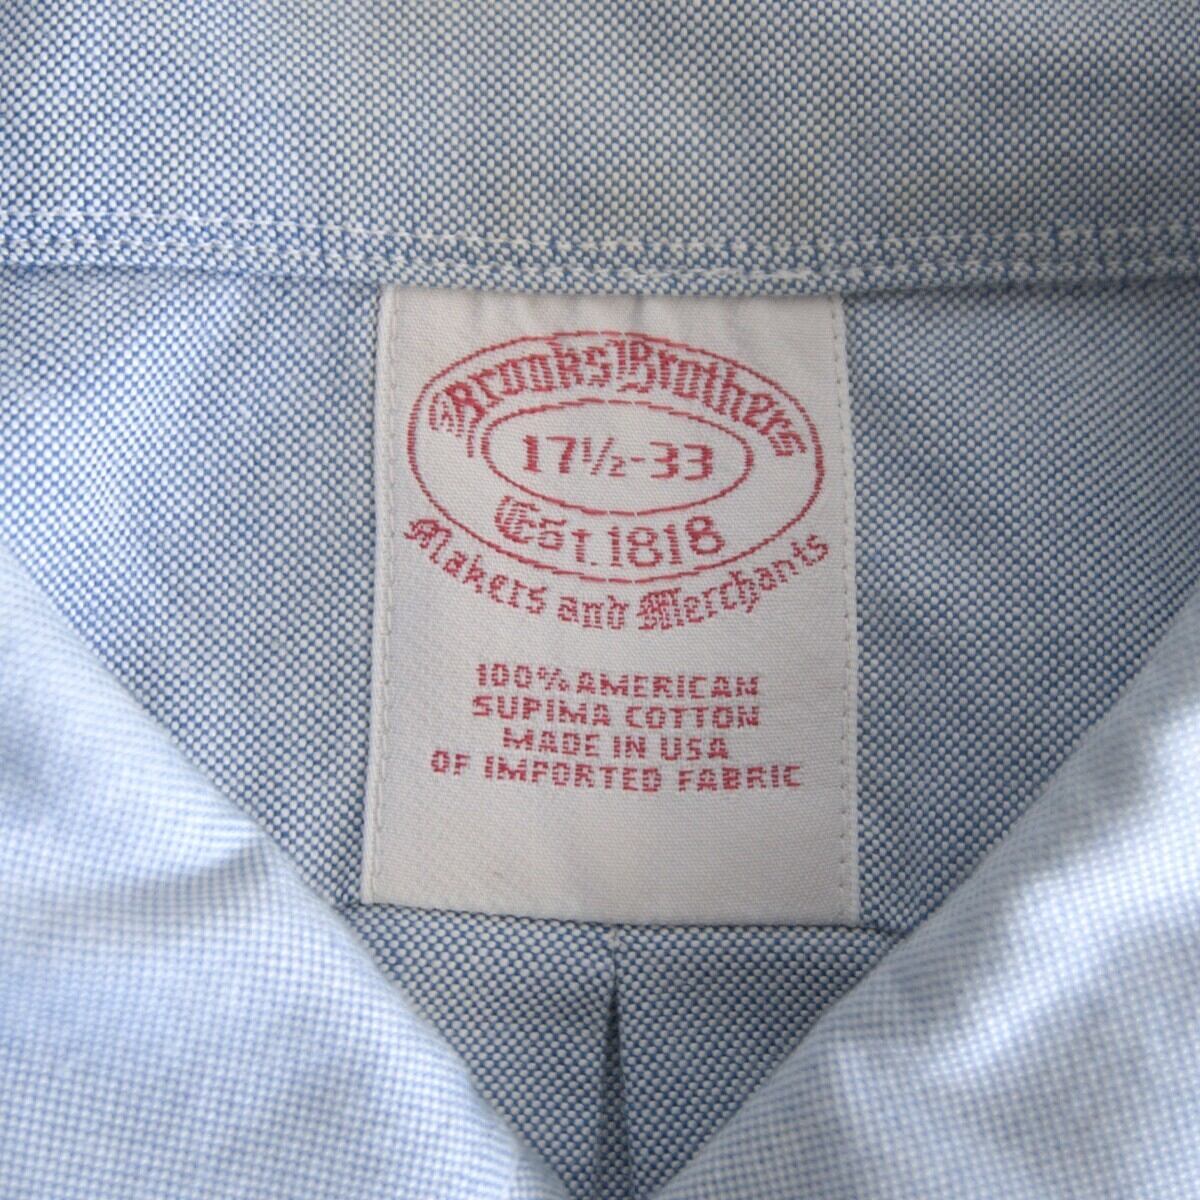 Brooks Brothers
17½-33
Est. 1818
Makers and Merchants
100% AMERICAN
SUPIMA COTTON
MADE IN USA
OF IMPORTED FABRIC